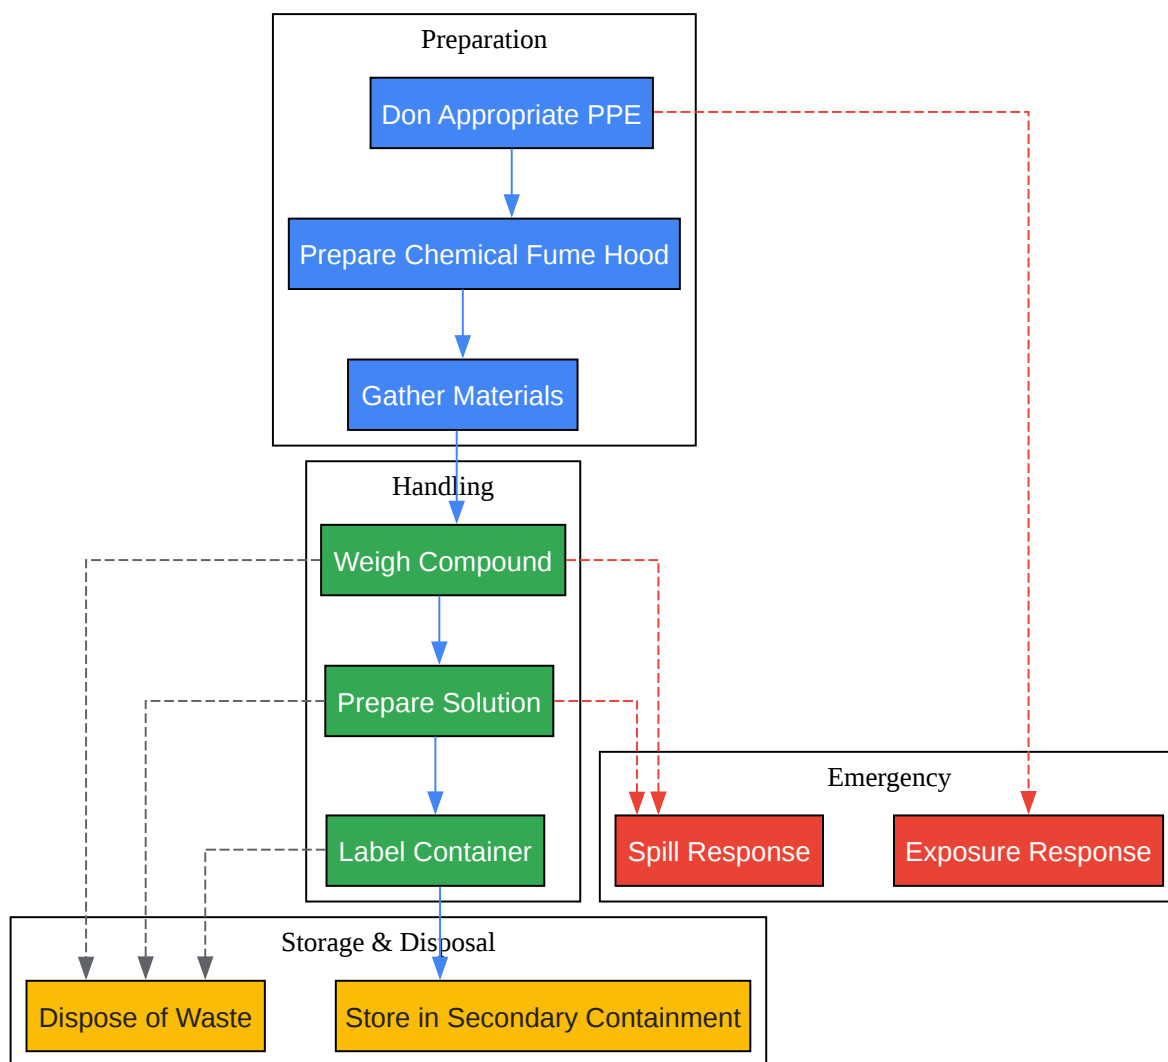 Preparation
Don Appropriate PPE
Prepare Chemical Fume Hood
Gather Materials
Handling
Weigh Compound
Prepare Solution
Label Container
Emergency
Spill Response
Exposure Response
Storage & Disposal
Dispose of Waste
Store in Secondary Containment